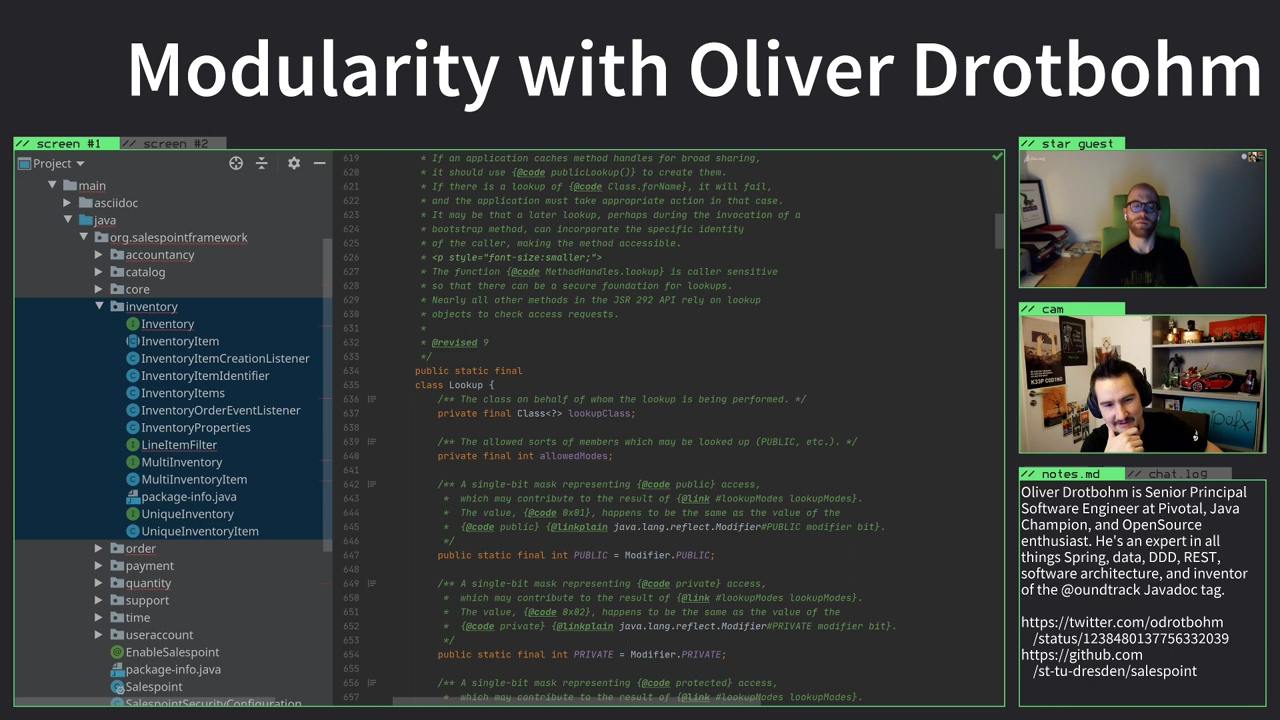 Modularity with Oliver Drotbohm
// screen #1
// screen #2
Project
main
asciidoc
java
org.salespointframework
accountancy
catalog
core
inventory
Inventory
InventoryItem
InventoryItemCreationListener
InventoryItemIdentifier
InventoryItems
InventoryOrderEventListener
InventoryProperties
LineItemFilter
MultiInventory
MultiInventoryItem
package-info.java
UniqueInventory
UniqueInventoryItem
order
payment
quantity
support
time
useraccount
EnableSalespoint
package-info.java
Salespoint
SalespointSecurityConfiguration
619 * If an application caches method handles for broad sharing,
620 * it should use {@code publicLookup()} to create them.
621 * If there is a lookup of {@code Class.forName}, it will fail,
622 * and the application must take appropriate action in that case.
623 * It may be that a later lookup, perhaps during the invocation of a
624 * bootstrap method, can incorporate the specific identity
625 * of the caller, making the method accessible.
626 * <p style="font-size:smaller;">
627 * The function {@code MethodHandles.lookup} is caller sensitive
628 * so that there can be a secure foundation for lookups.
629 * Nearly all other methods in the JSR 292 API rely on lookup
630 * objects to check access requests.
631 *
632 * @revised 9
633 */
634 public static final
635 class Lookup {
636 /** The class on behalf of whom the lookup is being performed. */
637 private final Class<?> lookupClass;
638
639 /** The allowed sorts of members which may be looked up (PUBLIC, etc.). */
640 private final int allowedModes;
641
642 /** A single-bit mask representing {@code public} access,
643 * which may contribute to the result of {@link #lookupModes lookupModes}.
644 * The value, {@code 0x01}, happens to be the same as the value of the
645 * {@code public} {@linkplain java.lang.reflect.Modifier#PUBLIC modifier bit}.
646 */
647 public static final int PUBLIC = Modifier.PUBLIC;
648
649 /** A single-bit mask representing {@code private} access,
650 * which may contribute to the result of {@link #lookupModes lookupModes}.
651 * The value, {@code 0x02}, happens to be the same as the value of the
652 * {@code private} {@linkplain java.lang.reflect.Modifier#PRIVATE modifier bit}.
653 */
654 public static final int PRIVATE = Modifier.PRIVATE;
655
656 /** A single-bit mask representing {@code protected} access,
657 * which may contribute to the result of {@link #lookupModes lookupModes}.
// star guest
// cam
K33P CODING
// notes.md
// chat.log
Oliver Drotbohm is Senior Principal
Software Engineer at Pivotal, Java
Champion, and OpenSource
enthusiast. He's an expert in all
things Spring, data, DDD, REST,
software architecture, and inventor
of the @oundtrack Javadoc tag.
https://twitter.com/odrotbohm
/status/1238480137756332039
https://github.com
/st-tu-dresden/salespoint